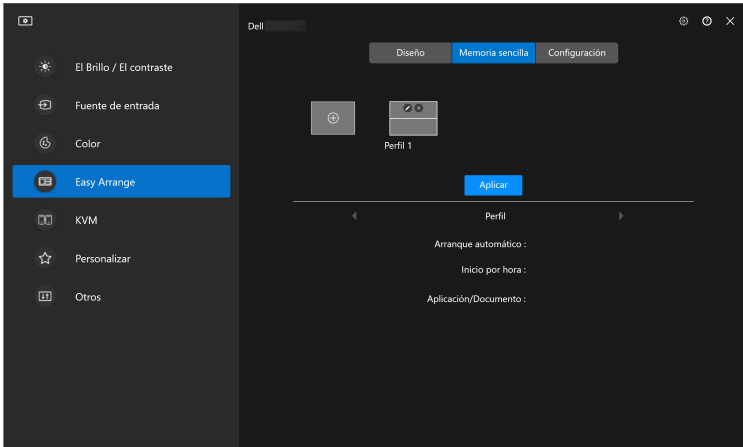 Dell
Diseño
Memoria sencilla
Configuración
El Brillo / El contraste
Fuente de entrada
Color
Easy Arrange
KVM
Personalizar
Otros
Perfil 1
Aplicar
Perfil
Arranque automático :
Inicio por hora :
Aplicación/Documento :